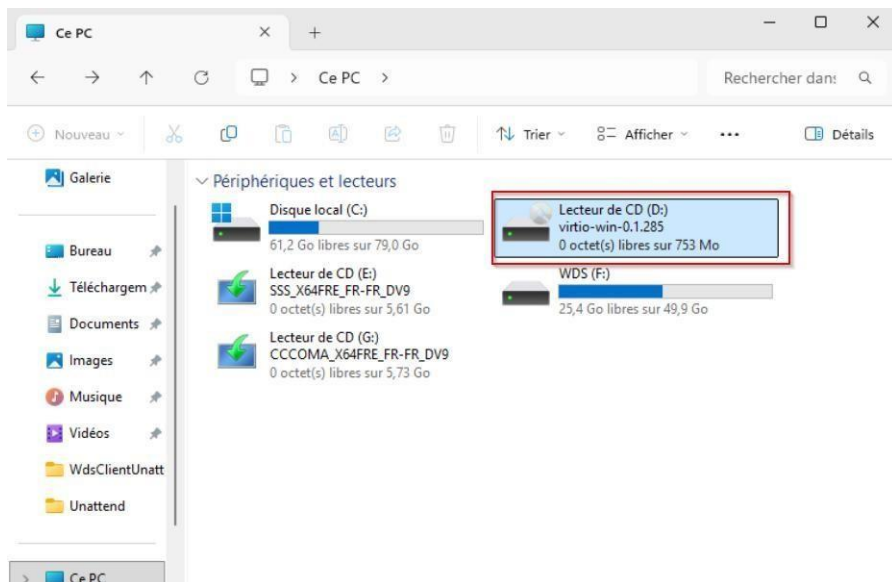 Ce PC
Ce PC
Rechercher dans
Nouveau
Trier
Afficher
Détails
Galerie
Bureau
Téléchargem
Documents
Images
Musique
Vidéos
WdsClientUnatt
Unattend
Ce PC
Périphériques et lecteurs
Disque local (C:)
61,2 Go libres sur 79,0 Go
Lecteur de CD (D:)
virtio-win-0.1.285
0 octet(s) libres sur 753 Mo
Lecteur de CD (E:)
SSS_X64FRE_FR-FR_DV9
0 octet(s) libres sur 5,61 Go
WDS (F:)
25,4 Go libres sur 49,9 Go
Lecteur de CD (G:)
CCCOMA_X64FRE_FR-FR_DV9
0 octet(s) libres sur 5,73 Go